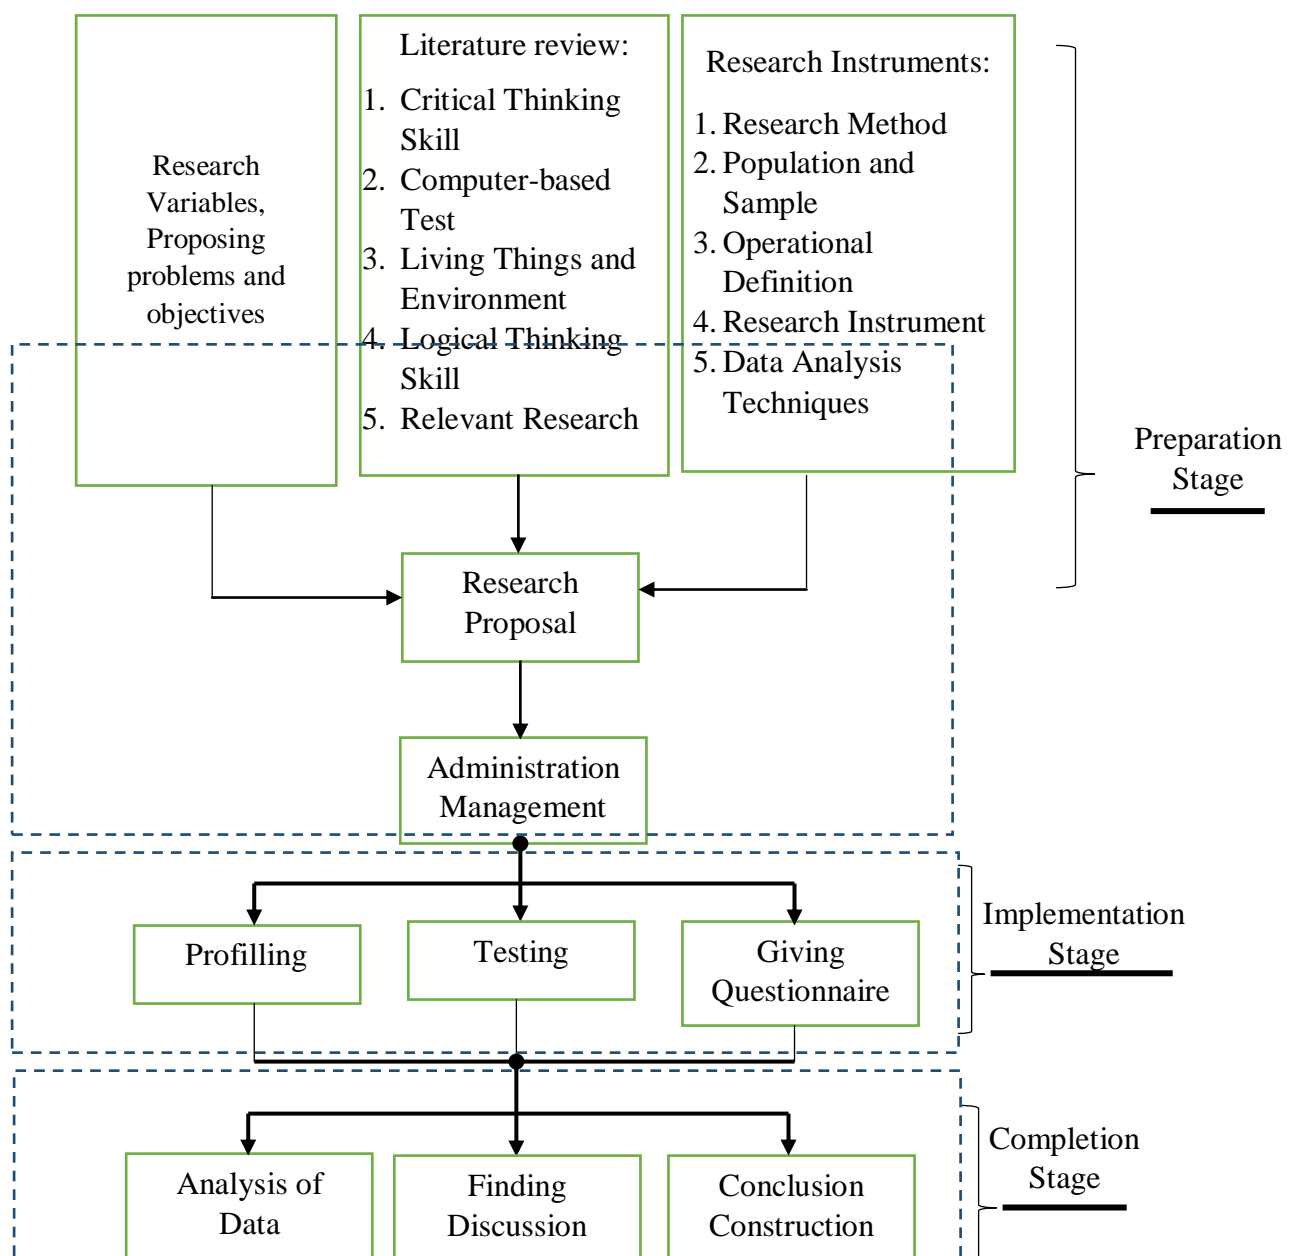 Research
Variables,
Proposing
problems and
objectives
Literature review:
1. Critical Thinking
Skill
2. Computer-based
Test
3. Living Things and
Environment
4. Logical Thinking
Skill
5. Relevant Research
Research Instruments:
1. Research Method
2. Population and
Sample
3. Operational
Definition
4. Research Instrument
5. Data Analysis
Techniques
Preparation
Stage
Research
Proposal
Administration
Management
Profilling
Testing
Giving
Questionnaire
Implementation
Stage
Analysis of
Data
Finding
Discussion
Conclusion
Construction
Completion
Stage